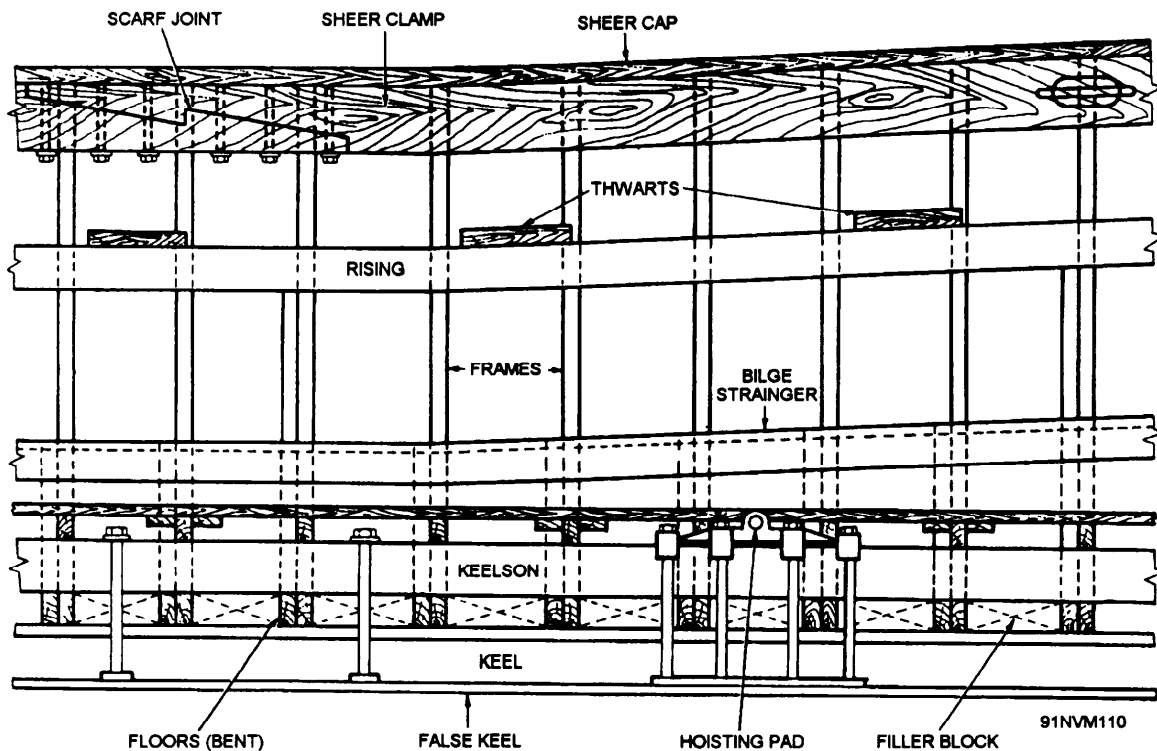 SCARF JOINT
SHEER CLAMP
SHEER CAP
THWARTS
RISING
FRAMES
BILGE
STRAINGER
KEELSON
KEEL
91NVM110
FLOORS (BENT)
FALSE KEEL
HOISTING PAD
FILLER BLOCK